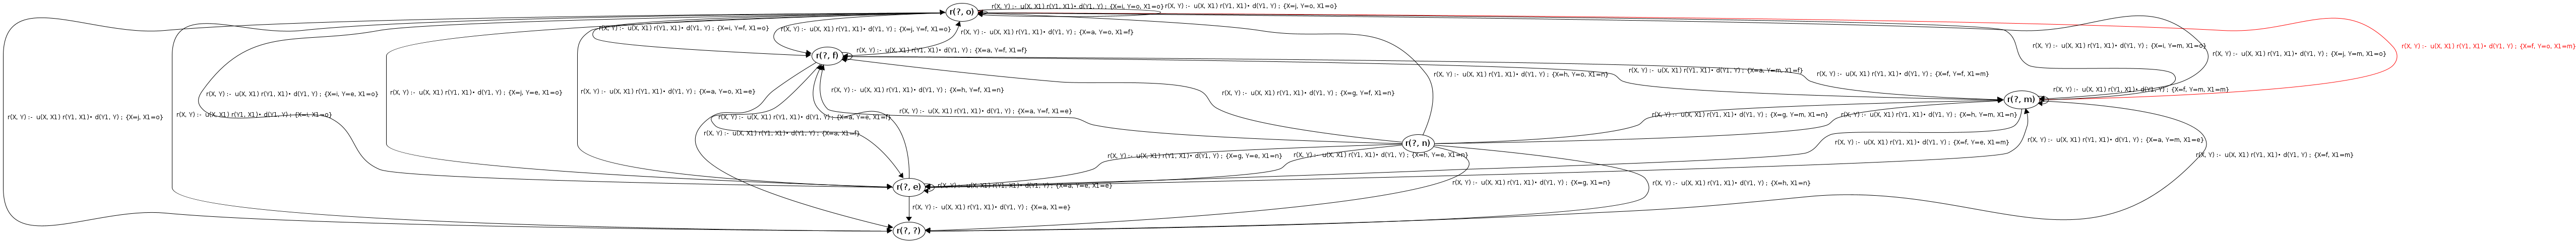 r(X, Y) :- u(X, X1) r(Y1, X1)• d(Y1, Y) ; {X=i, Y=o, X1=o}
r(X, Y) :- u(X, X1) r(Y1, X1)• d(Y1, Y) ; {X=j, Y=o, X1=o}
r(?, o)
r(X, Y) :- u(X, X1) r(Y1, X1)• d(Y1, Y) ; {X=i, Y=f, X1=o}
r(X, Y) :- u(X, X1) r(Y1, X1)• d(Y1, Y) ; {X=j, Y=f, X1=o}
r(X, Y) :- u(X, X1) r(Y1, X1)• d(Y1, Y) ; {X=a, Y=o, X1=f}
r(X, Y) :- u(X, X1) r(Y1, X1)• d(Y1, Y) ; {X=i, Y=m, X1=o}
r(X, Y) :- u(X, X1) r(Y1, X1)• d(Y1, Y) ; {X=f, Y=o, X1=m}
r(?, f)
r(X, Y) :- u(X, X1) r(Y1, X1)• d(Y1, Y) ; {X=a, Y=f, X1=f}
r(X, Y) :- u(X, X1) r(Y1, X1)• d(Y1, Y) ; {X=j, Y=m, X1=o}
r(X, Y) :- u(X, X1) r(Y1, X1)• d(Y1, Y) ; {X=h, Y=o, X1=n}
r(X, Y) :- u(X, X1) r(Y1, X1)• d(Y1, Y) ; {X=a, Y=m, X1=f}
r(X, Y) :- u(X, X1) r(Y1, X1)• d(Y1, Y) ; {X=f, Y=f, X1=m}
r(X, Y) :- u(X, X1) r(Y1, X1)• d(Y1, Y) ; {X=i, Y=e, X1=o}
r(X, Y) :- u(X, X1) r(Y1, X1)• d(Y1, Y) ; {X=j, Y=e, X1=o}
r(X, Y) :- u(X, X1) r(Y1, X1)• d(Y1, Y) ; {X=a, Y=o, X1=e}
r(X, Y) :- u(X, X1) r(Y1, X1)• d(Y1, Y) ; {X=h, Y=f, X1=n}
r(X, Y) :- u(X, X1) r(Y1, X1)• d(Y1, Y) ; {X=g, Y=f, X1=n}
r(X, Y) :- u(X, X1) r(Y1, X1)• d(Y1, Y) ; {X=f, Y=m, X1=m}
r(?, m)
r(X, Y) :- u(X, X1) r(Y1, X1)• d(Y1, Y) ; {X=j, X1=o}
r(X, Y) :- u(X, X1) r(Y1, X1)• d(Y1, Y) ; {X=i, X1=o}
r(X, Y) :- u(X, X1) r(Y1, X1)• d(Y1, Y) ; {X=a, Y=e, X1=f}
r(X, Y) :- u(X, X1) r(Y1, X1)• d(Y1, Y) ; {X=a, Y=f, X1=e}
r(X, Y) :- u(X, X1) r(Y1, X1)• d(Y1, Y) ; {X=g, Y=m, X1=n}
r(X, Y) :- u(X, X1) r(Y1, X1)• d(Y1, Y) ; {X=h, Y=m, X1=n}
r(X, Y) :- u(X, X1) r(Y1, X1)• d(Y1, Y) ; {X=a, X1=f}
r(?, n)
r(X, Y) :- u(X, X1) r(Y1, X1)• d(Y1, Y) ; {X=f, Y=e, X1=m}
r(X, Y) :- u(X, X1) r(Y1, X1)• d(Y1, Y) ; {X=a, Y=m, X1=e}
r(X, Y) :- u(X, X1) r(Y1, X1)• d(Y1, Y) ; {X=g, Y=e, X1=n}
r(X, Y) :- u(X, X1) r(Y1, X1)• d(Y1, Y) ; {X=h, Y=e, X1=n}
r(X, Y) :- u(X, X1) r(Y1, X1)• d(Y1, Y) ; {X=f, X1=m}
r(?, e)
r(X, Y) :- u(X, X1) r(Y1, X1)• d(Y1, Y) ; {X=a, Y=e, X1=e}
r(X, Y) :- u(X, X1) r(Y1, X1)• d(Y1, Y) ; {X=g, X1=n}
r(X, Y) :- u(X, X1) r(Y1, X1)• d(Y1, Y) ; {X=h, X1=n}
r(X, Y) :- u(X, X1) r(Y1, X1)• d(Y1, Y) ; {X=a, X1=e}
r(?, ?)